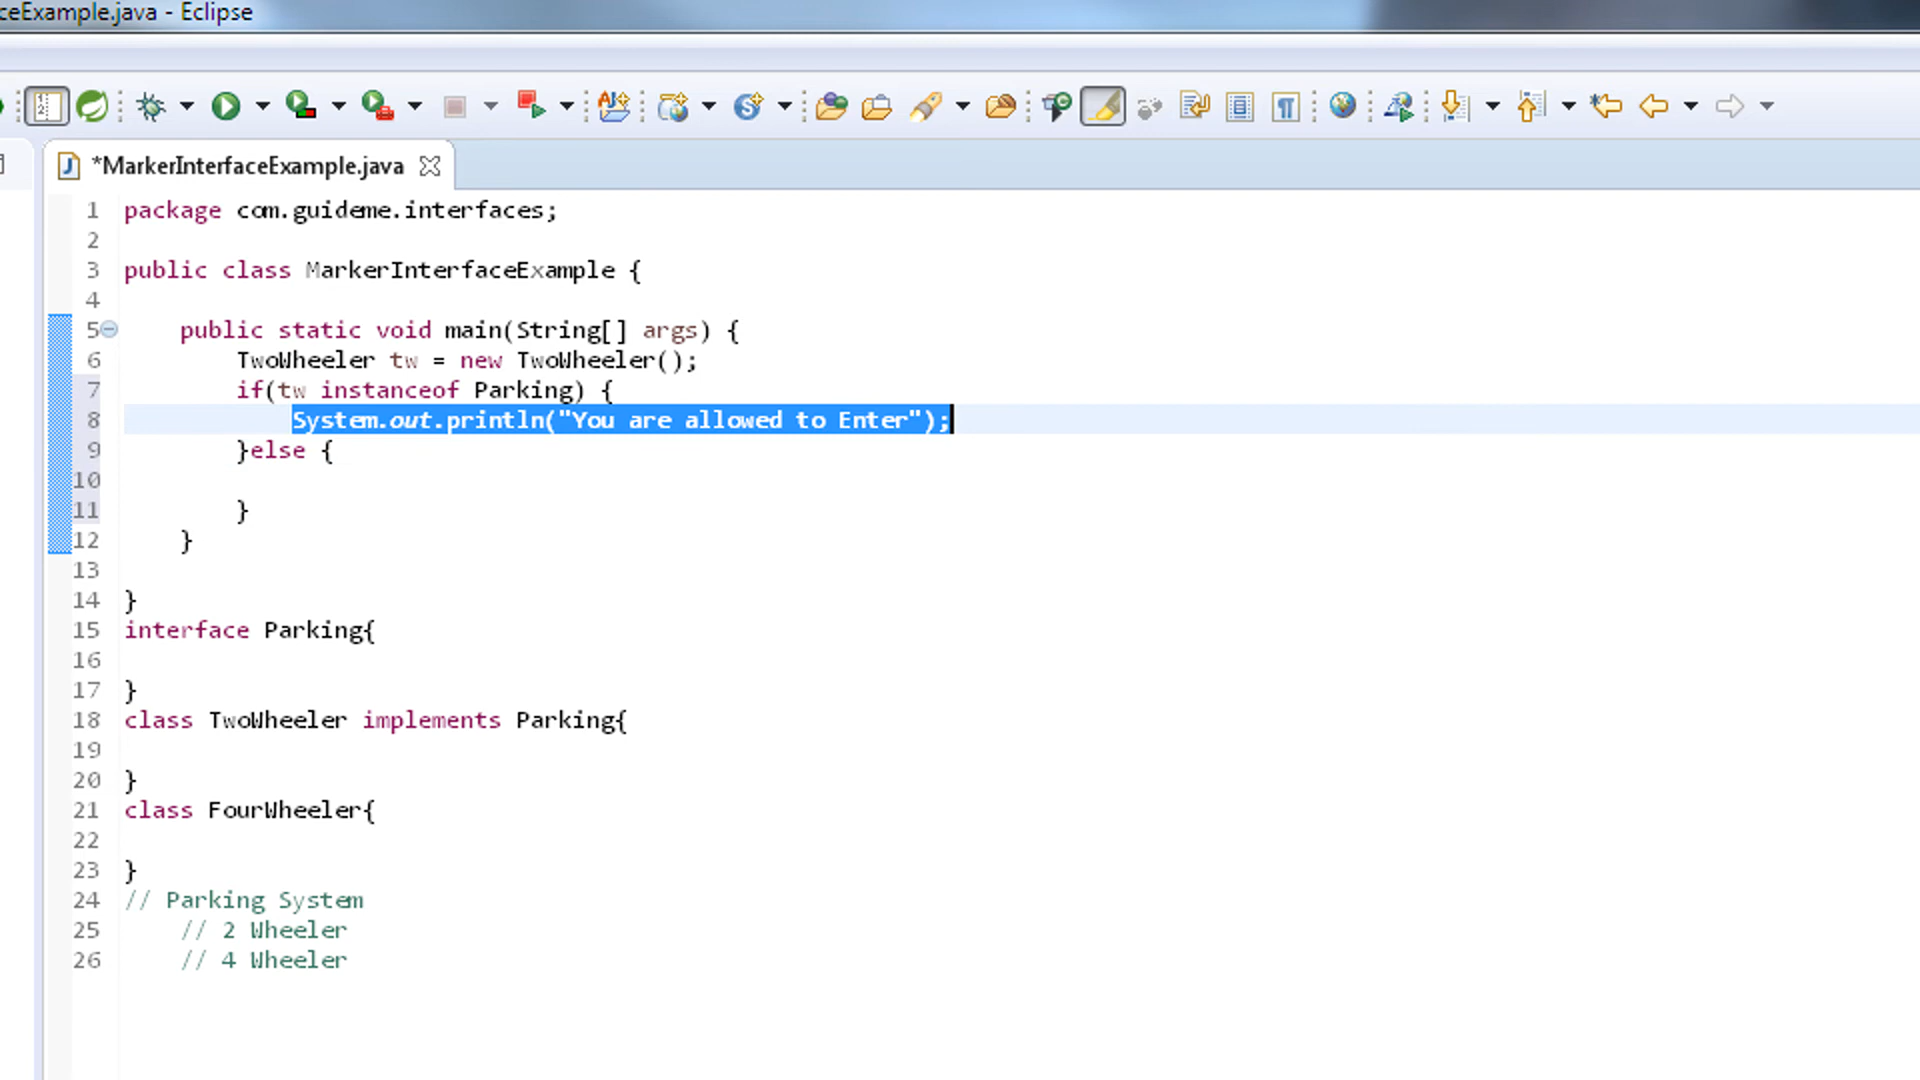 ceExample.java - Eclipse
*MarkerInterfaceExample.java
1 package com.guideme.interfaces;
2
3 public class MarkerInterfaceExample {
4
5 public static void main(String[] args) {
6 TwoWheeler tw = new TwoWheeler();
7 if(tw instanceof Parking) {
8 System.out.println("You are allowed to Enter");
9 }else {
10
11 }
12 }
13
14 }
15 interface Parking{
16
17 }
18 class TwoWheeler implements Parking{
19
20 }
21 class FourWheeler{
22
23 }
24 // Parking System
25 // 2 Wheeler
26 // 4 Wheeler